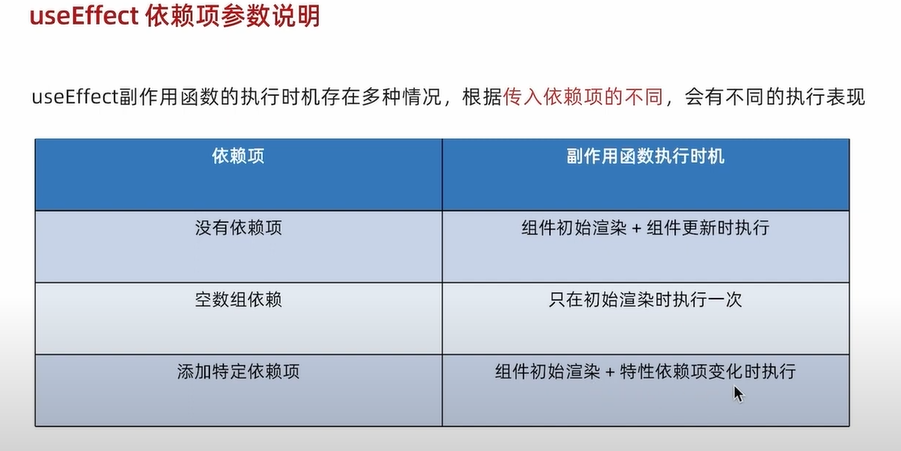 useEffect 依赖项参数说明
useEffect副作用函数的执行时机存在多种情况，根据传入依赖项的不同，会有不同的执行表现
依赖项 副作用函数执行时机
没有依赖项 组件初始渲染 + 组件更新时执行
空数组依赖 只在初始渲染时执行一次
添加特定依赖项 组件初始渲染 + 特性依赖项变化时执行